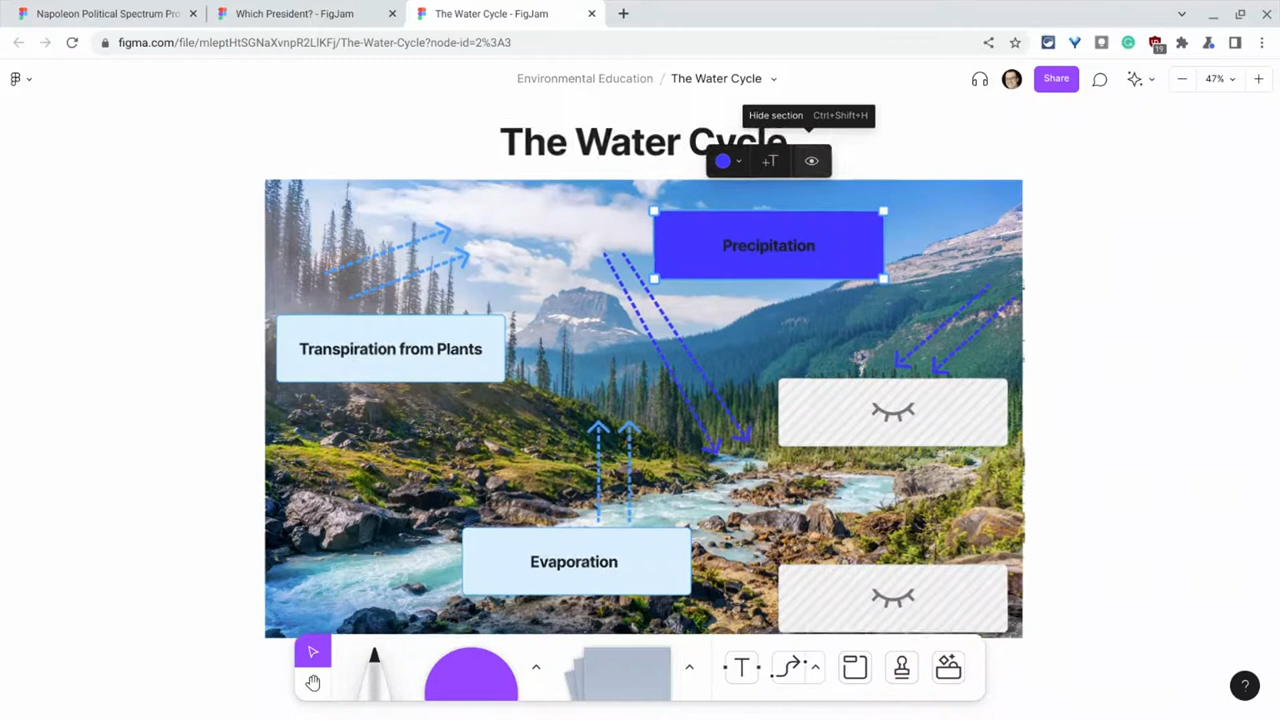 Napoleon Political Spectrum Pro
Which President? - FigJam
The Water Cycle - FigJam
figma.com/file/mleptHtSGNaXvnpR2LlKFj/The-Water-Cycle?node-id=2%3A3
19
Environmental Education / The Water Cycle
Share
47%
Hide section Ctrl+Shift+H
The Water Cycle
+T
Precipitation
Transpiration from Plants
Evaporation
T
?